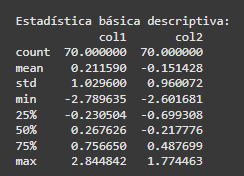 Estadística básica descriptiva:
col1 col2
count 70.000000 70.000000
mean 0.211590 -0.151428
std 1.029600 0.960072
min -2.789635 -2.601681
25% -0.230504 -0.699308
50% 0.267626 -0.217776
75% 0.756650 0.487699
max 2.844842 1.774463